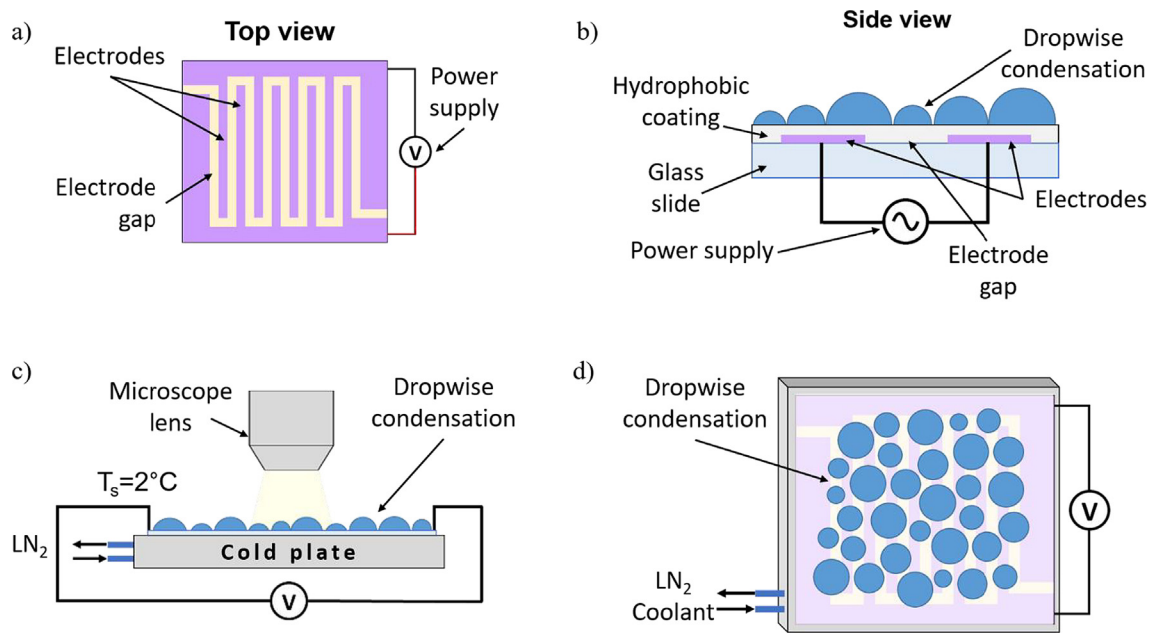 a)
Top view
Electrodes
Power
supply
V
Electrode
gap
b)
Side view
Dropwise
condensation
Hydrophobic
coating
Glass
slide
Electrodes
Power supply
Electrode
gap
c)
Microscope
lens
Dropwise
condensation
Tₛ=2°C
LN₂
Cold plate
V
d)
Dropwise
condensation
V
LN₂
Coolant